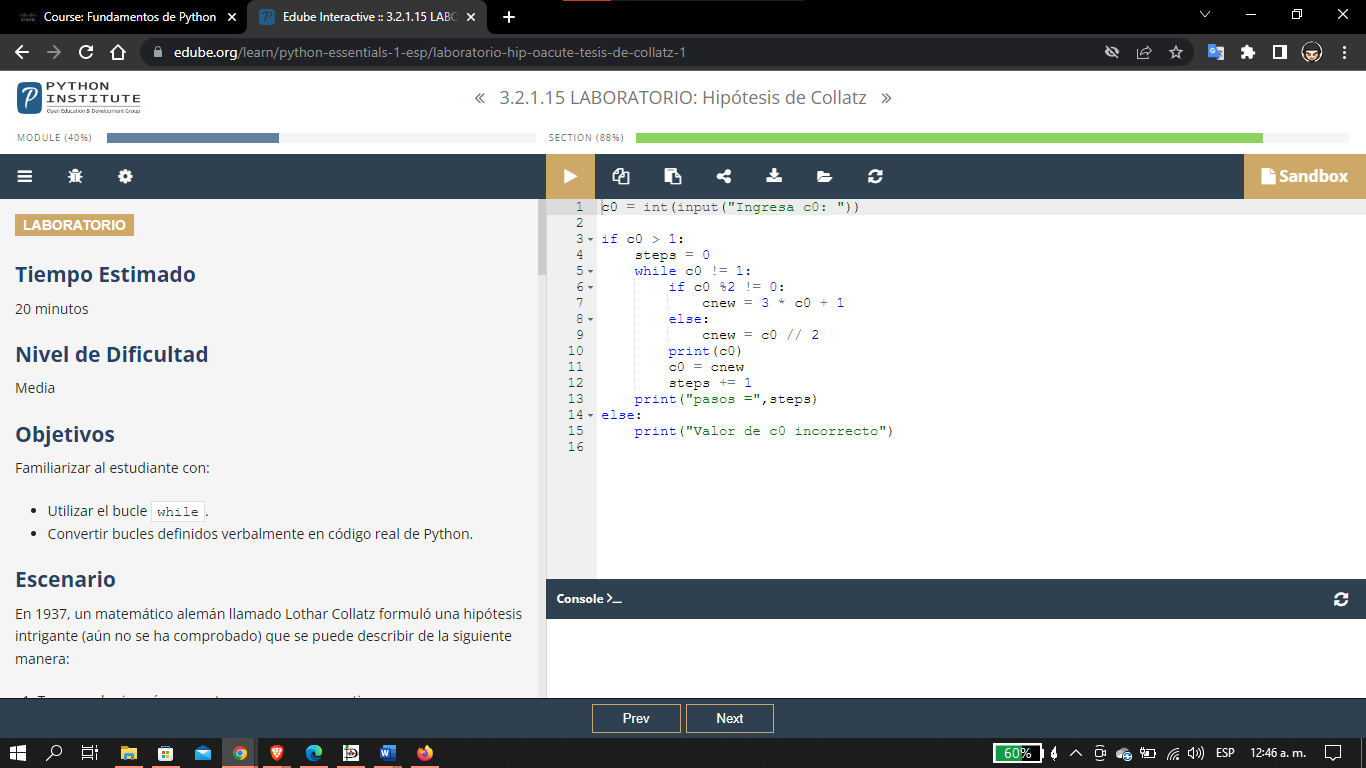 Course: Fundamentos de Python
Edube Interactive :: 3.2.1.15 LABO
edube.org/learn/python-essentials-1-esp/laboratorio-hip-oacute-tesis-de-collatz-1
PYTHON
INSTITUTE
Open Education & Development Group
« 3.2.1.15 LABORATORIO: Hipótesis de Collatz »
MODULE (40%)
SECTION (88%)
Sandbox
LABORATORIO
Tiempo Estimado
20 minutos
Nivel de Dificultad
Media
Objetivos
Familiarizar al estudiante con:
• Utilizar el bucle while.
• Convertir bucles definidos verbalmente en código real de Python.
Escenario
En 1937, un matemático alemán llamado Lothar Collatz formuló una hipótesis
intrigante (aún no se ha comprobado) que se puede describir de la siguiente
manera:
1 c0 = int(input("Ingresa c0: "))
2
3 if c0 > 1:
4     steps = 0
5     while c0 != 1:
6         if c0 %2 != 0:
7             cnew = 3 * c0 + 1
8         else:
9             cnew = c0 // 2
10         print(c0)
11         c0 = cnew
12         steps += 1
13     print("pasos =",steps)
14 else:
15     print("Valor de c0 incorrecto")
16
Console >_
Prev
Next
60%
ESP
12:46 a. m.